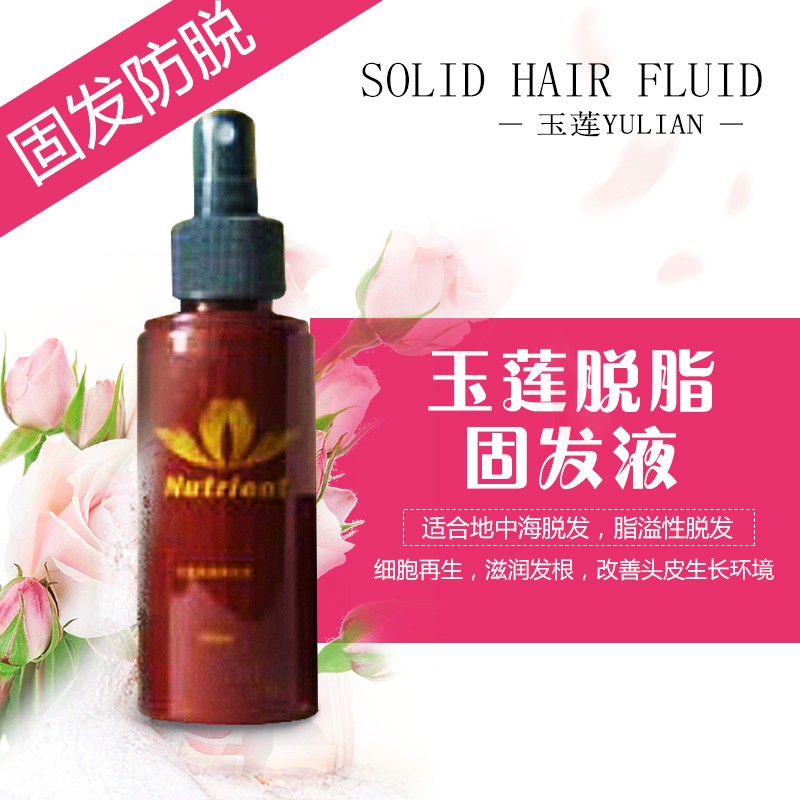 固发防脱
SOLID HAIR FLUID
— 玉莲YULIAN —
玉莲脱脂
固发液
适合地中海脱发，脂溢性脱发
细胞再生，滋润发根，改善头皮生长环境
Nutrient